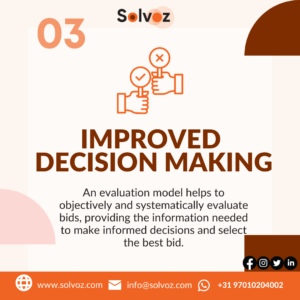 Solvoz
03
IMPROVED
DECISION MAKING
An evaluation model helps to
objectively and systematically evaluate
bids, providing the information needed
to make informed decisions and select
the best bid.
www.solvoz.com info@solvoz.com +31 97010204002